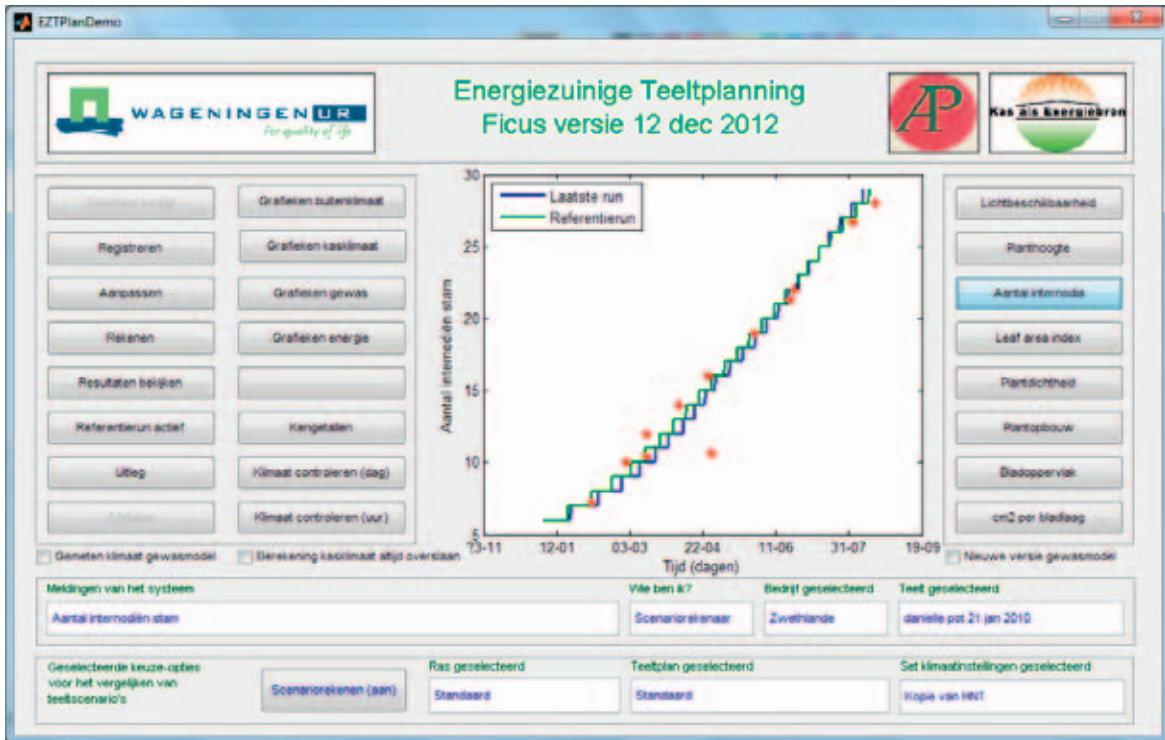 EZTPlanDemo
WAGENINGEN UR
For quality of life
Energiezuinige Teeltplanning
Ficus versie 12 dec 2012
AP
Kas als Energiebron
Registreren
Aanpassen
Rekenen
Resultaten bekijken
Referentierun actief
Uitleg
Afsluiten
Grafieken buitenklimaat
Grafieken kasklimaat
Grafieken gewas
Grafieken energie
Kengetallen
Klimaat controleren (dag)
Klimaat controleren (uur)
Gemeten klimaat gewasmodel
Berekening kasklimaat altijd overslaan
Aantal internodiën stam
30
25
20
15
10
5
Laatste run
Referentierun
?3-11
12-01
03-03
22-04
11-06
31-07
19-09
Tijd (dagen)
Lichtbeschikbaarheid
Planthoogte
Aantal internodia
Leaf area index
Plantdichtheid
Plantopbouw
Bladoppervlak
cm2 per bladlaag
Nieuwe versie gewasmodel
Meldingen van het systeem
Aantal internodiën stam
Wie ben ik?
Scenariorekenaar
Bedrijf geselecteerd
Zwethlande
Teelt geselecteerd
danielle pot 21 jan 2010
Geselecteerde keuze-opties
voor het vergelijken van
teeltscenario's
Scenariorekenen (aan)
Ras geselecteerd
Standaard
Teeltplan geselecteerd
Standaard
Set klimaatinstellingen geselecteerd
Kopie van HNT